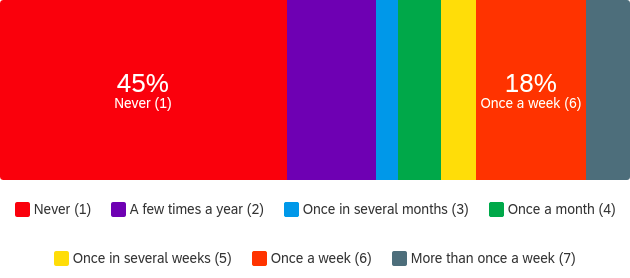 45%
Never (1)
18%
Once a week (6)
Never (1)
A few times a year (2)
Once in several months (3)
Once a month (4)
Once in several weeks (5)
Once a week (6)
More than once a week (7)